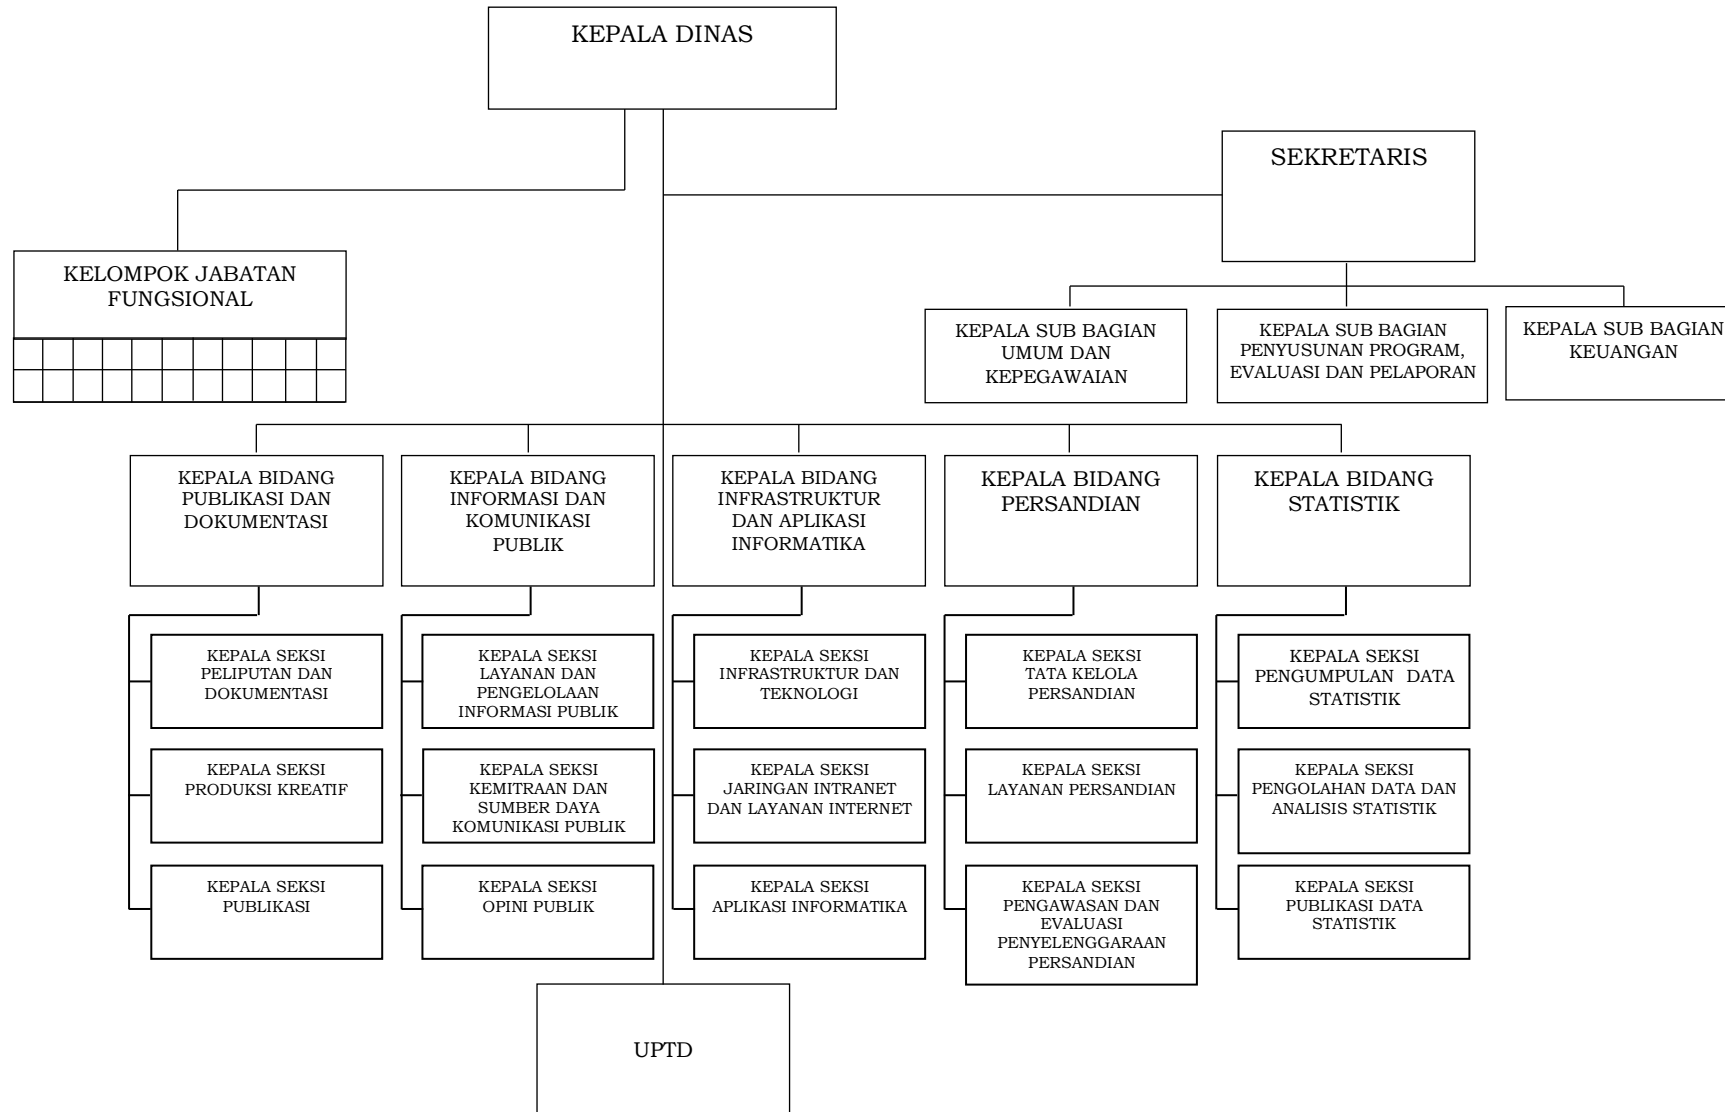 KEPALA DINAS
SEKRETARIS
KELOMPOK JABATAN
FUNGSIONAL
KEPALA SUB BAGIAN
UMUM DAN
KEPEGAWAIAN
KEPALA SUB BAGIAN
PENYUSUNAN PROGRAM,
EVALUASI DAN PELAPORAN
KEPALA SUB BAGIAN
KEUANGAN
KEPALA BIDANG
PUBLIKASI DAN
DOKUMENTASI
KEPALA BIDANG
INFORMASI DAN
KOMUNIKASI
PUBLIK
KEPALA BIDANG
INFRASTRUKTUR
DAN APLIKASI
INFORMATIKA
KEPALA BIDANG
PERSANDIAN
KEPALA BIDANG
STATISTIK
KEPALA SEKSI
PELIPUTAN DAN
DOKUMENTASI
KEPALA SEKSI
LAYANAN DAN
PENGELOLAAN
INFORMASI PUBLIK
KEPALA SEKSI
INFRASTRUKTUR DAN
TEKNOLOGI
KEPALA SEKSI
TATA KELOLA
PERSANDIAN
KEPALA SEKSI
PENGUMPULAN DATA
STATISTIK
KEPALA SEKSI
PRODUKSI KREATIF
KEPALA SEKSI
KEMITRAAN DAN
SUMBER DAYA
KOMUNIKASI PUBLIK
KEPALA SEKSI
JARINGAN INTRANET
DAN LAYANAN INTERNET
KEPALA SEKSI
LAYANAN PERSANDIAN
KEPALA SEKSI
PENGOLAHAN DATA DAN
ANALISIS STATISTIK
KEPALA SEKSI
PUBLIKASI
KEPALA SEKSI
OPINI PUBLIK
KEPALA SEKSI
APLIKASI INFORMATIKA
KEPALA SEKSI
PENGAWASAN DAN
EVALUASI
PENYELENGGARAAN
PERSANDIAN
KEPALA SEKSI
PUBLIKASI DATA
STATISTIK
UPTD